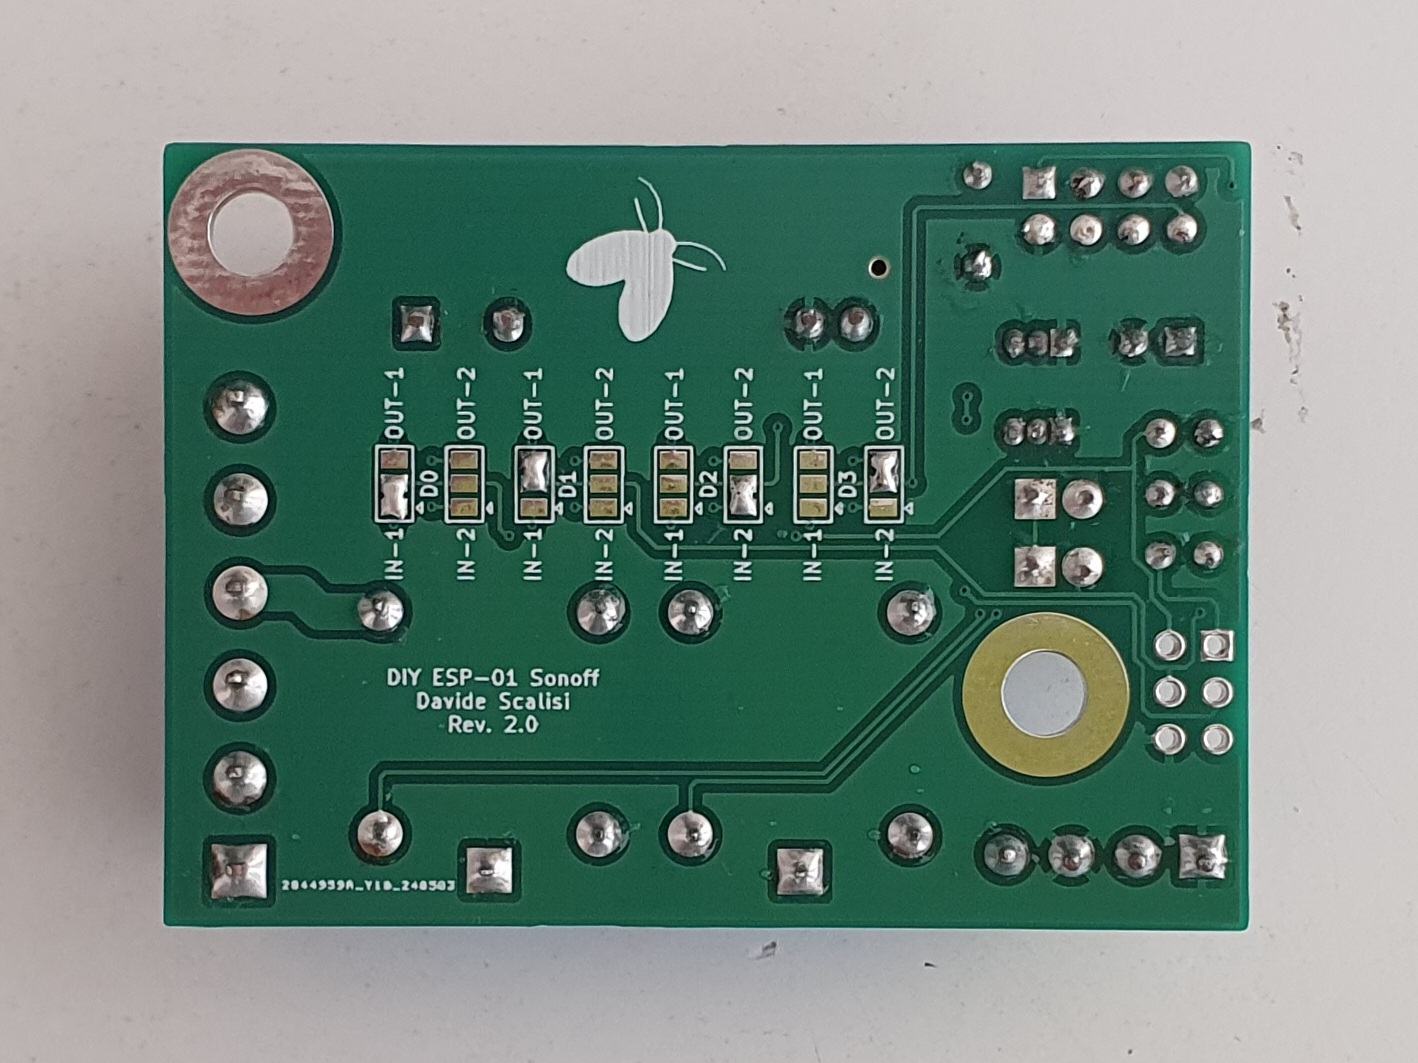 OUT-1 OUT-2 OUT-1 OUT-2 OUT-1 OUT-2 OUT-1 OUT-2
D0 D1 D2 D3
IN-1 IN-2 IN-1 IN-2 IN-1 IN-2 IN-1 IN-2
DIY ESP-01 Sonoff
Davide Scalisi
Rev. 2.0